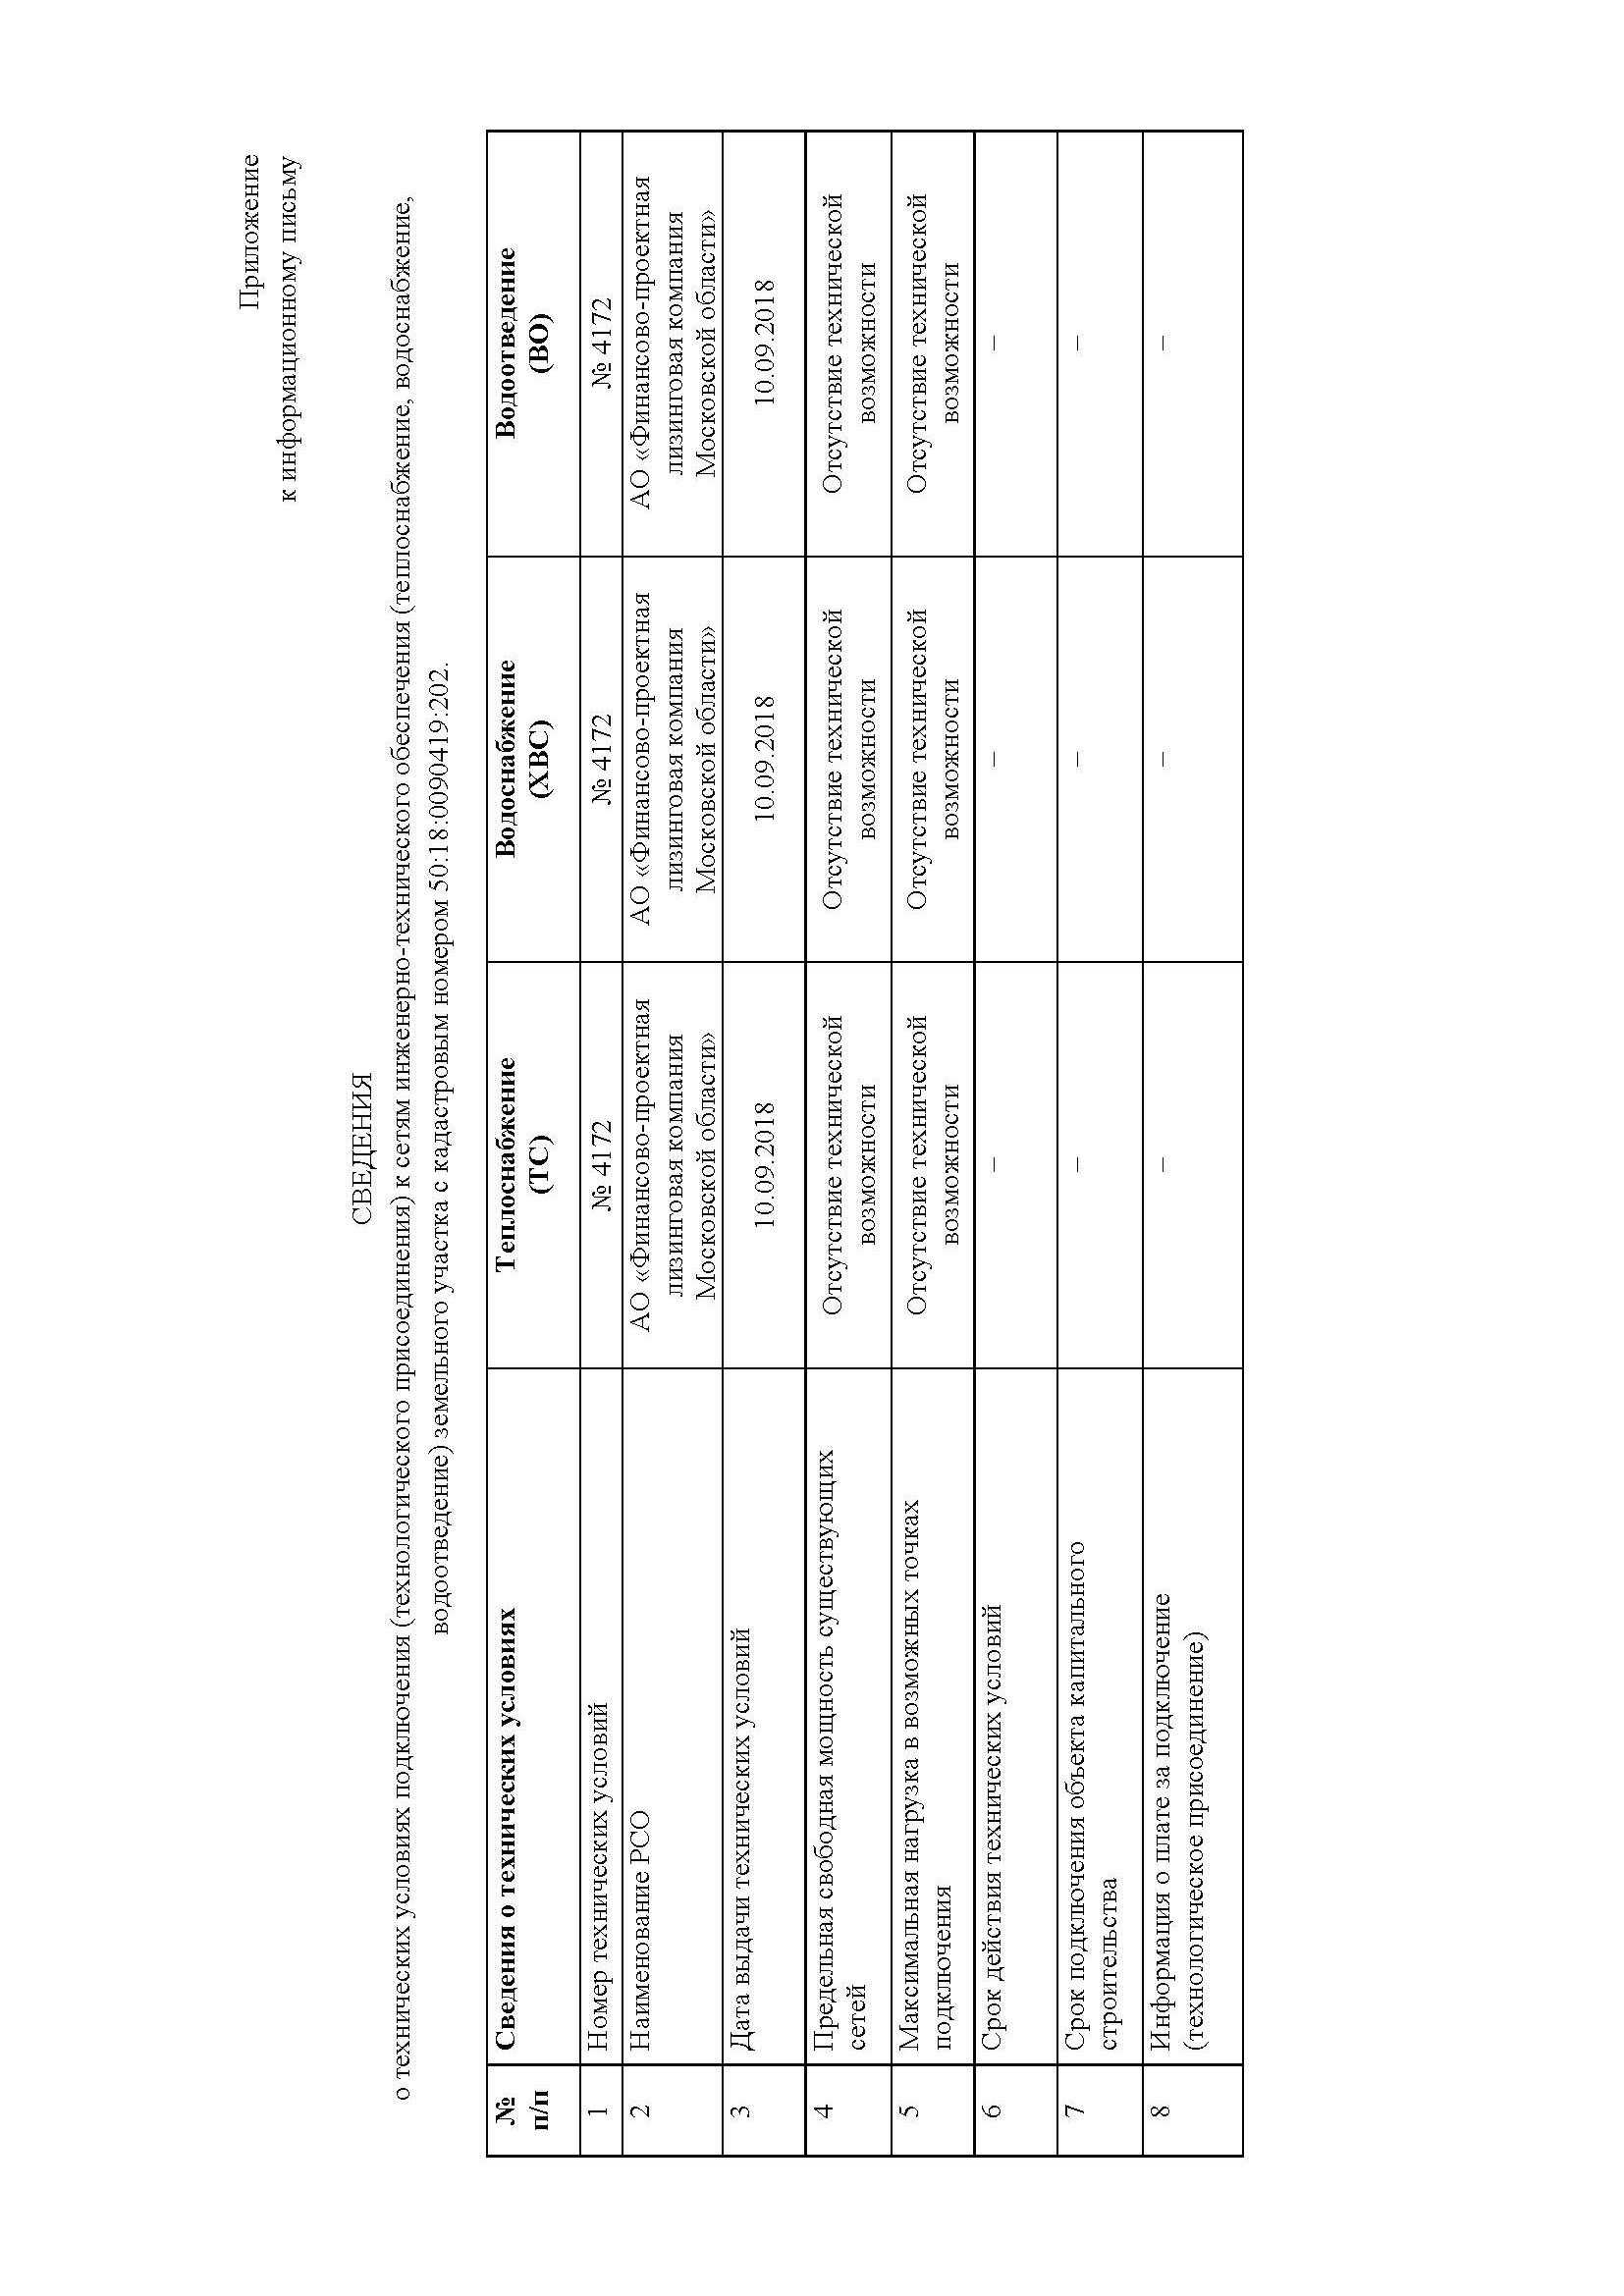 Приложение
к информационному письму
СВЕДЕНИЯ
о технических условиях подключения (технологического присоединения) к сетям инженерно-технического обеспечения (теплоснабжение, водоснабжение,
водоотведение) земельного участка с кадастровым номером 50:18:0090419:202.
№ п/п Сведения о технических условиях Теплоснабжение (ТС) Водоснабжение (ХВС) Водоотведение (ВО)
1 Номер технических условий № 4172 № 4172 № 4172
2 Наименование РСО АО «Финансово-проектная лизинговая компания Московской области» АО «Финансово-проектная лизинговая компания Московской области» АО «Финансово-проектная лизинговая компания Московской области»
3 Дата выдачи технических условий 10.09.2018 10.09.2018 10.09.2018
4 Предельная свободная мощность существующих сетей Отсутствие технической возможности Отсутствие технической возможности Отсутствие технической возможности
5 Максимальная нагрузка в возможных точках подключения Отсутствие технической возможности Отсутствие технической возможности Отсутствие технической возможности
6 Срок действия технических условий – – –
7 Срок подключения объекта капитального строительства – – –
8 Информация о плате за подключение (технологическое присоединение) – – –